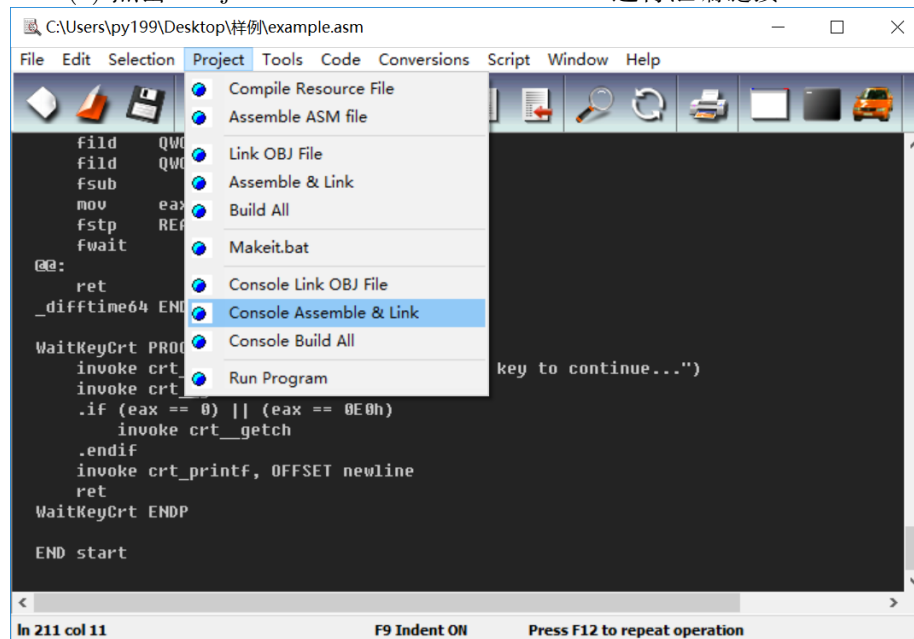 C:\Users\py199\Desktop\样例\example.asm
File Edit Selection Project Tools Code Conversions Script Window Help
Compile Resource File
Assemble ASM file
Link OBJ File
Assemble & Link
Build All
Makeit.bat
Console Link OBJ File
Console Assemble & Link
Console Build All
Run Program
fild
fild
fsub
mov
fstp
fwait
@@:
ret
_difftime64
WaitKeyCrt
invoke key to continue...")
invoke
.if (eax == 0) || (eax == 0E0h)
invoke crt__getch
.endif
invoke crt_printf, OFFSET newline
ret
WaitKeyCrt ENDP
END start
ln 211 col 11 F9 Indent ON Press F12 to repeat operation